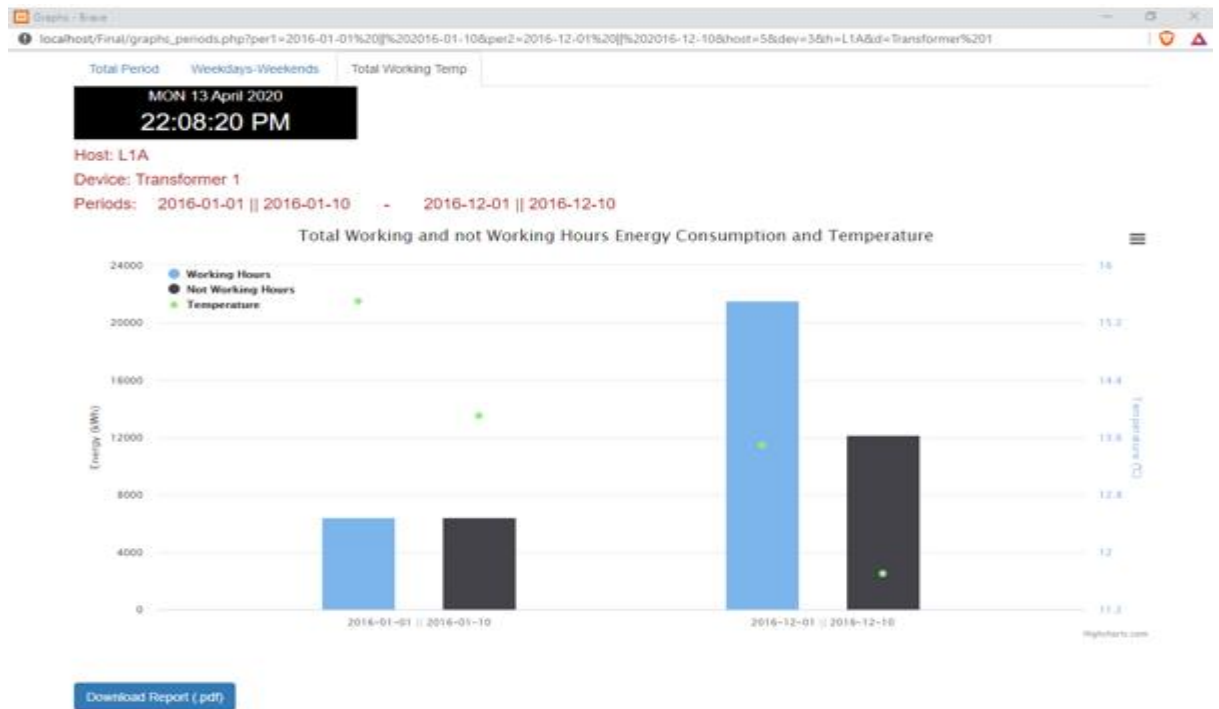 Graphs - Brave
localhost/Final/graphs_periods.php?per1=2016-01-01%20||%202016-01-10&per2=2016-12-01%20||%202016-12-10&host=5&dev=3&h=L1A&d=Transformer%201
Total Period Weekdays-Weekends Total Working Temp
MON 13 April 2020
22:08:20 PM
Host: L1A
Device: Transformer 1
Periods: 2016-01-01 || 2016-01-10 - 2016-12-01 || 2016-12-10
Total Working and not Working Hours Energy Consumption and Temperature
Working Hours
Not Working Hours
Temperature
24000
20000
16000
12000
8000
4000
0
Energy (kWh)
16
15.2
14.4
13.6
12.8
12
11.2
Temperature (°C)
2016-01-01 || 2016-01-10
2016-12-01 || 2016-12-10
Highcharts.com
Download Report (.pdf)